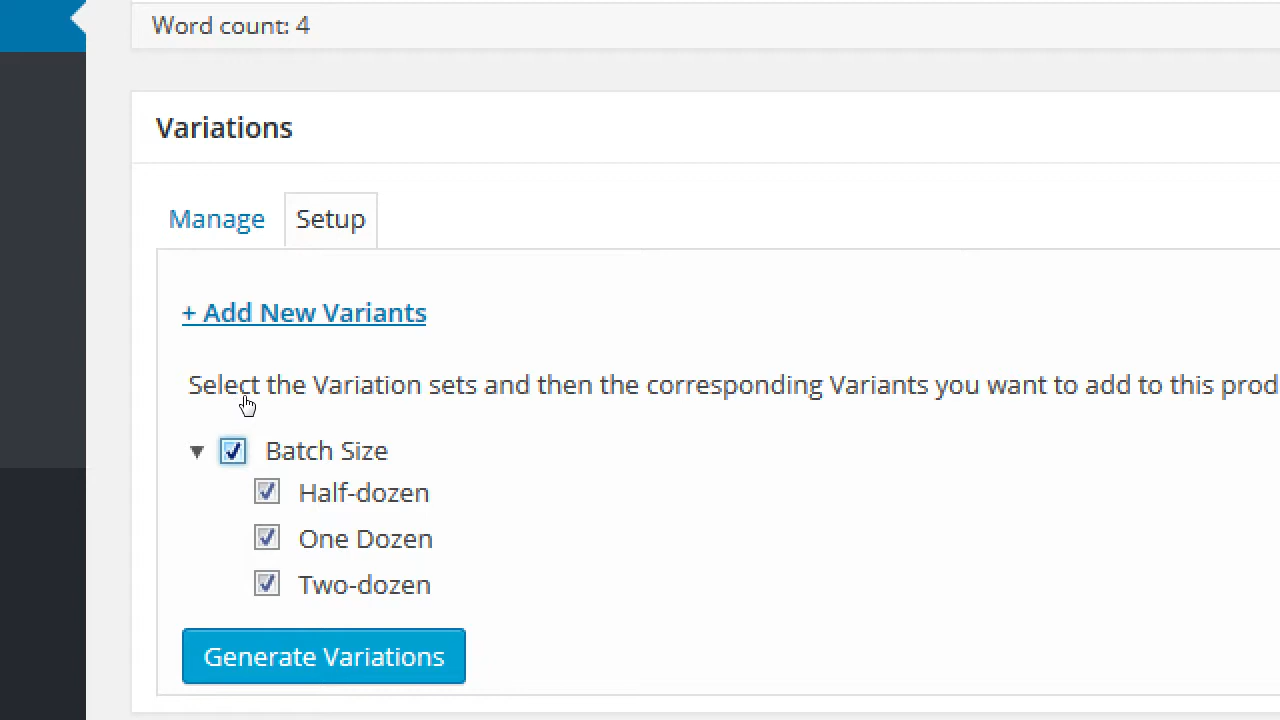 Word count: 4
Variations
Manage Setup
+ Add New Variants
Select the Variation sets and then the corresponding Variants you want to add to this prod
Batch Size
Half-dozen
One Dozen
Two-dozen
Generate Variations